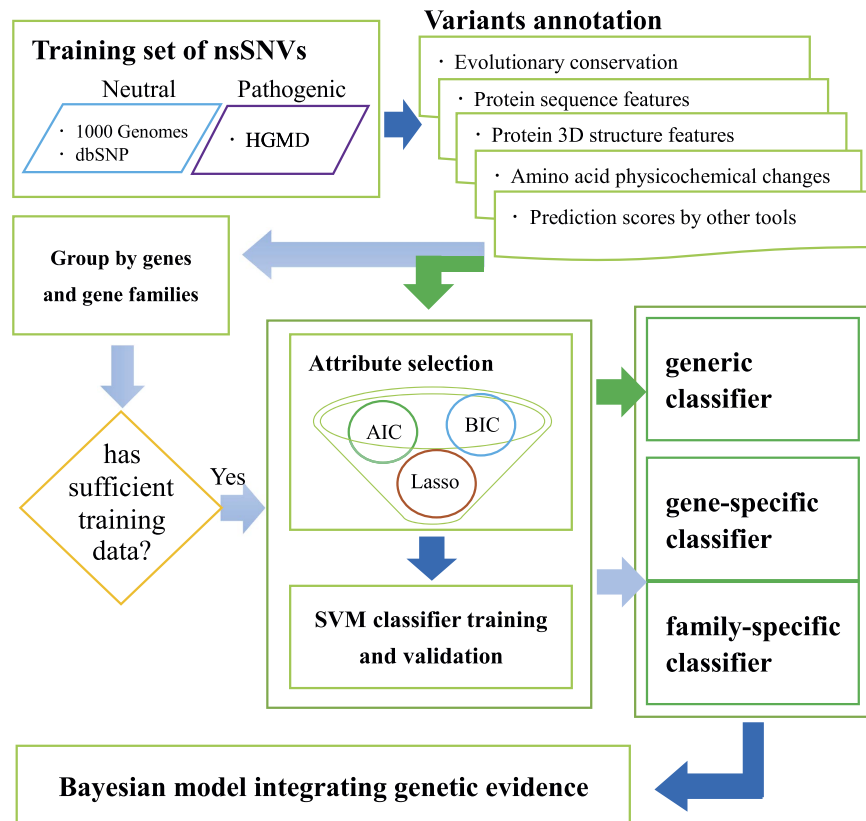 Training set of nsSNVs
Neutral
Pathogenic
· 1000 Genomes
· dbSNP
· HGMD
Variants annotation
· Evolutionary conservation
· Protein sequence features
· Protein 3D structure features
· Amino acid physicochemical changes
· Prediction scores by other tools
Group by genes
and gene families
has
sufficient
training
data?
Yes
Attribute selection
AIC
BIC
Lasso
SVM classifier training
and validation
generic
classifier
gene-specific
classifier
family-specific
classifier
Bayesian model integrating genetic evidence